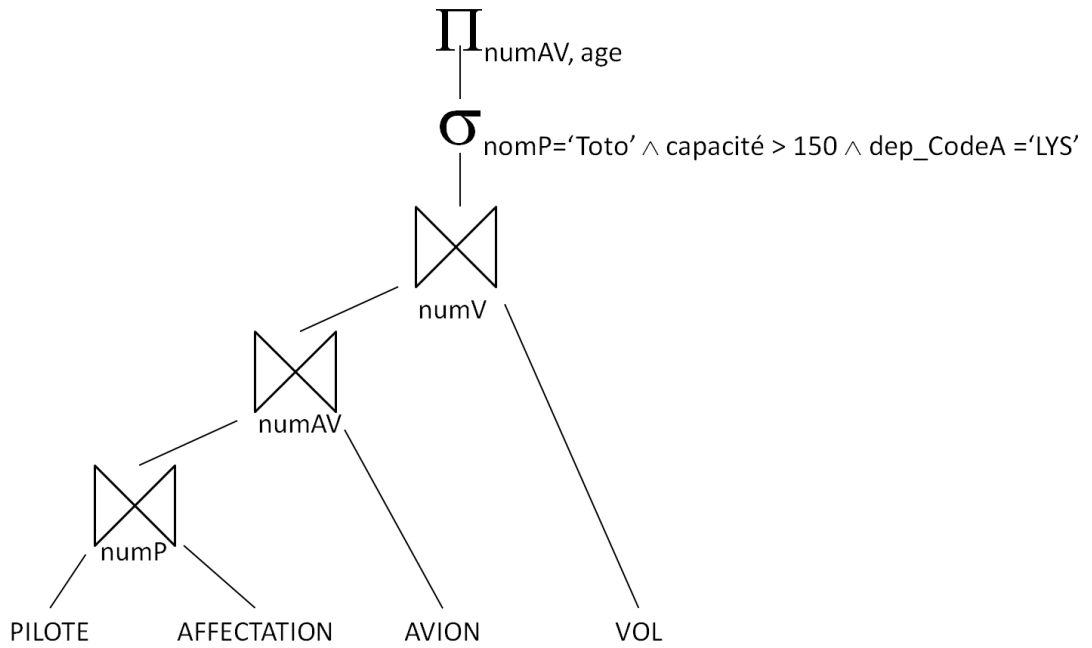 Π numAV, age
σ nomP=‘Toto’ ∧ capacité > 150 ∧ dep_CodeA =‘LYS’
numV
numAV
numP
PILOTE AFFECTATION AVION VOL